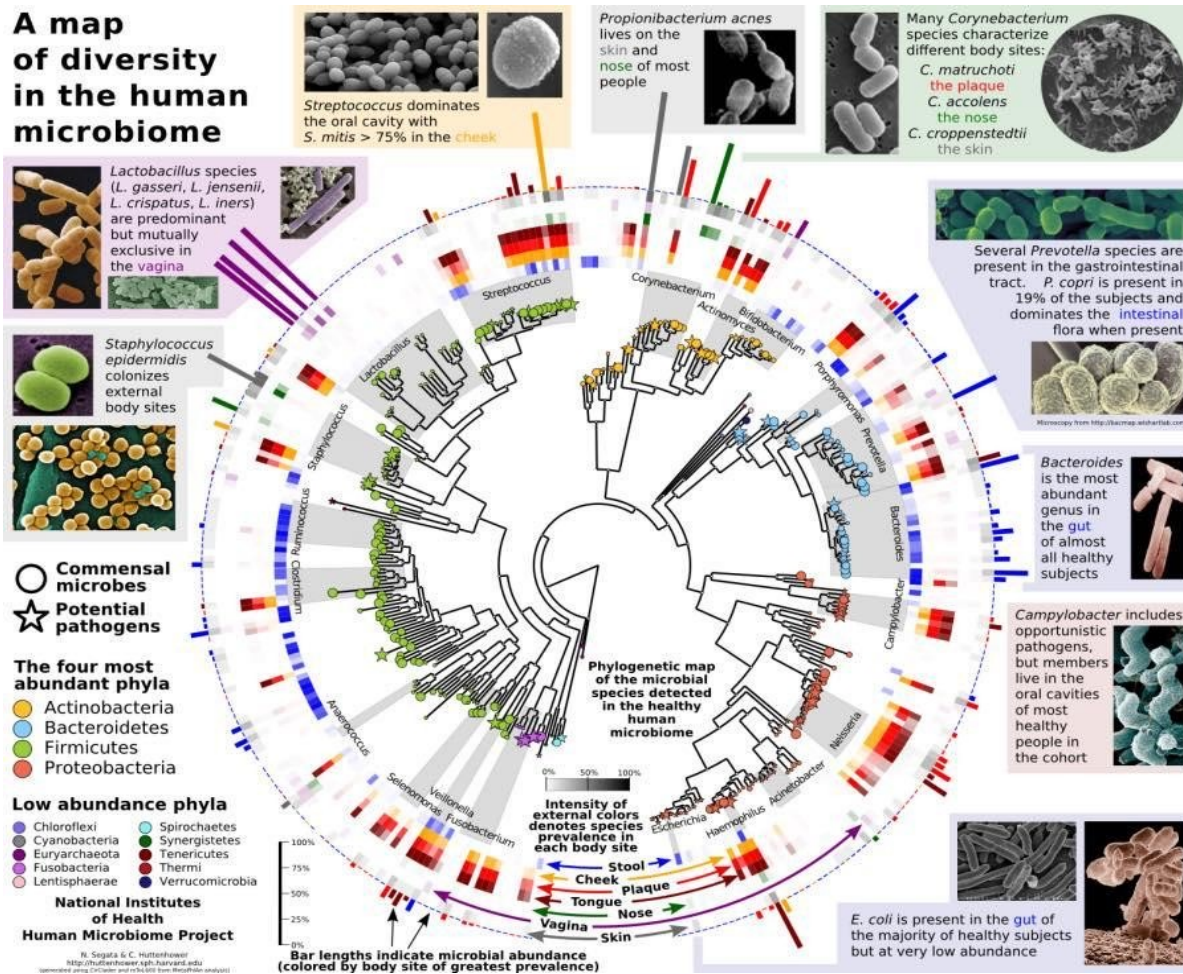 A map
of diversity
in the human
microbiome
Streptococcus dominates
the oral cavity with
S. mitis > 75% in the cheek
Propionibacterium acnes
lives on the
skin and
nose of most
people
Many Corynebacterium
species characterize
different body sites:
C. matruchoti
the plaque
C. accolens
the nose
C. croppenstedtii
the skin
Lactobacillus species
(L. gasseri, L. jensenii,
L. crispatus, L. iners)
are predominant
but mutually
exclusive in
the vagina
Several Prevotella species are
present in the gastrointestinal
tract. P. copri is present in
19% of the subjects and
dominates the intestinal
flora when present
Microscopy from http://bacmap.wishartlab.com
Staphylococcus
epidermidis
colonizes
external
body sites
Bacteroides
is the most
abundant
genus in
the gut
of almost
all healthy
subjects
Campylobacter includes
opportunistic
pathogens,
but members
live in the
oral cavities
of most
healthy
people in
the cohort
E. coli is present in the gut of
the majority of healthy subjects
but at very low abundance
Streptococcus
Corynebacterium
Actinomyces
Bifidobacterium
Lactobacillus
Porphyromonas
Prevotella
Staphylococcus
Bacteroides
Ruminococcus
Clostridium
Campylobacter
Anaerococcus
Neisseria
Selenomonas
Veillonella
Fusobacterium
Acinetobacter
Haemophilus
Escherichia
Commensal
microbes
Potential
pathogens
The four most
abundant phyla
Actinobacteria
Bacteroidetes
Firmicutes
Proteobacteria
Low abundance phyla
Chloroflexi
Cyanobacteria
Euryarchaeota
Fusobacteria
Lentisphaerae
Spirochaetes
Synergistetes
Tenericutes
Thermi
Verrucomicrobia
National Institutes
of Health
Human Microbiome Project
N. Segata & C. Huttenhower
http://huttenhower.sph.harvard.edu
Phylogenetic map
of the microbial
species detected
in the healthy
human
microbiome
0% 50% 100%
Intensity of
external colors
denotes species
prevalence in
each body site
100%
75%
50%
25%
0%
Stool
Cheek
Plaque
Tongue
Nose
Vagina
Skin
Bar lengths indicate microbial abundance
(colored by body site of greatest prevalence)